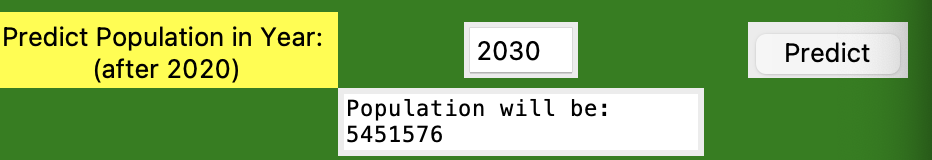 Predict Population in Year:
(after 2020)
2030
Predict
Population will be:
5451576